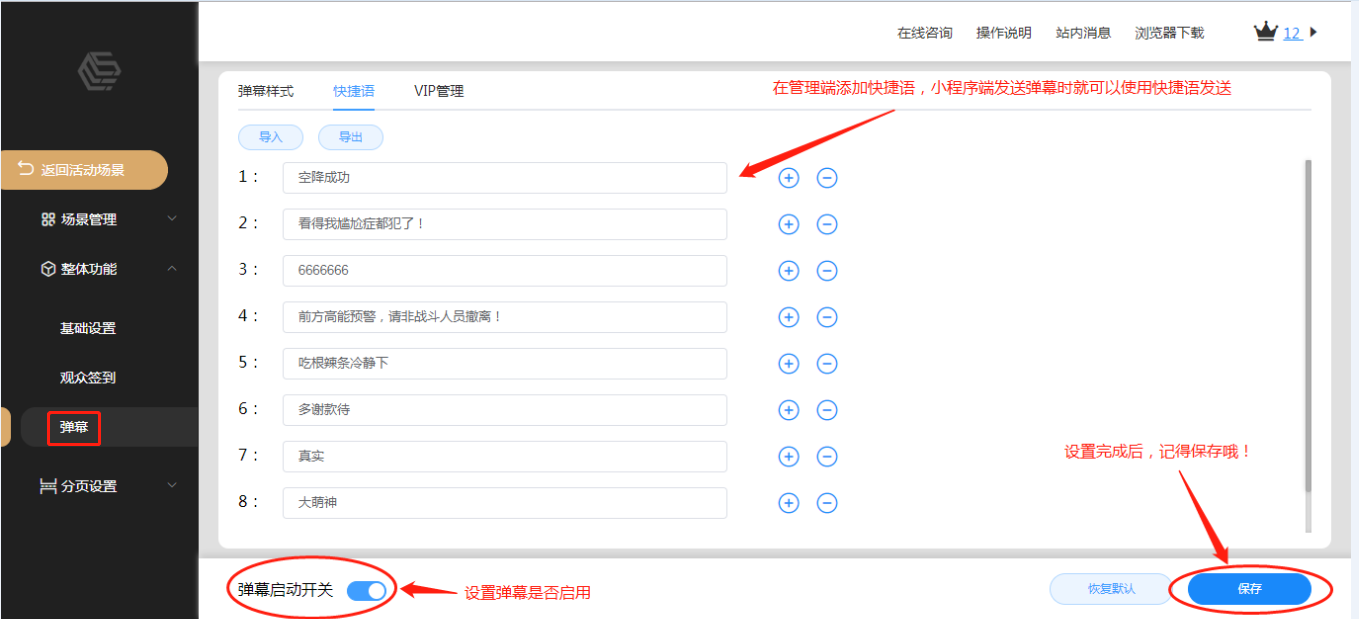 在线咨询 操作说明 站内消息 浏览器下载 12
弹幕样式 快捷语 VIP管理
在管理端添加快捷语，小程序端发送弹幕时就可以使用快捷语发送
导入 导出
返回活动场景
场景管理
整体功能
基础设置
观众签到
弹幕
分页设置
1： 空降成功
2： 看得我尴尬症都犯了！
3： 6666666
4： 前方高能预警，请非战斗人员撤离！
5： 吃根辣条冷静下
6： 多谢款待
7： 真实
8： 大萌神
设置完成后，记得保存哦！
弹幕启动开关
设置弹幕是否启用
恢复默认 保存